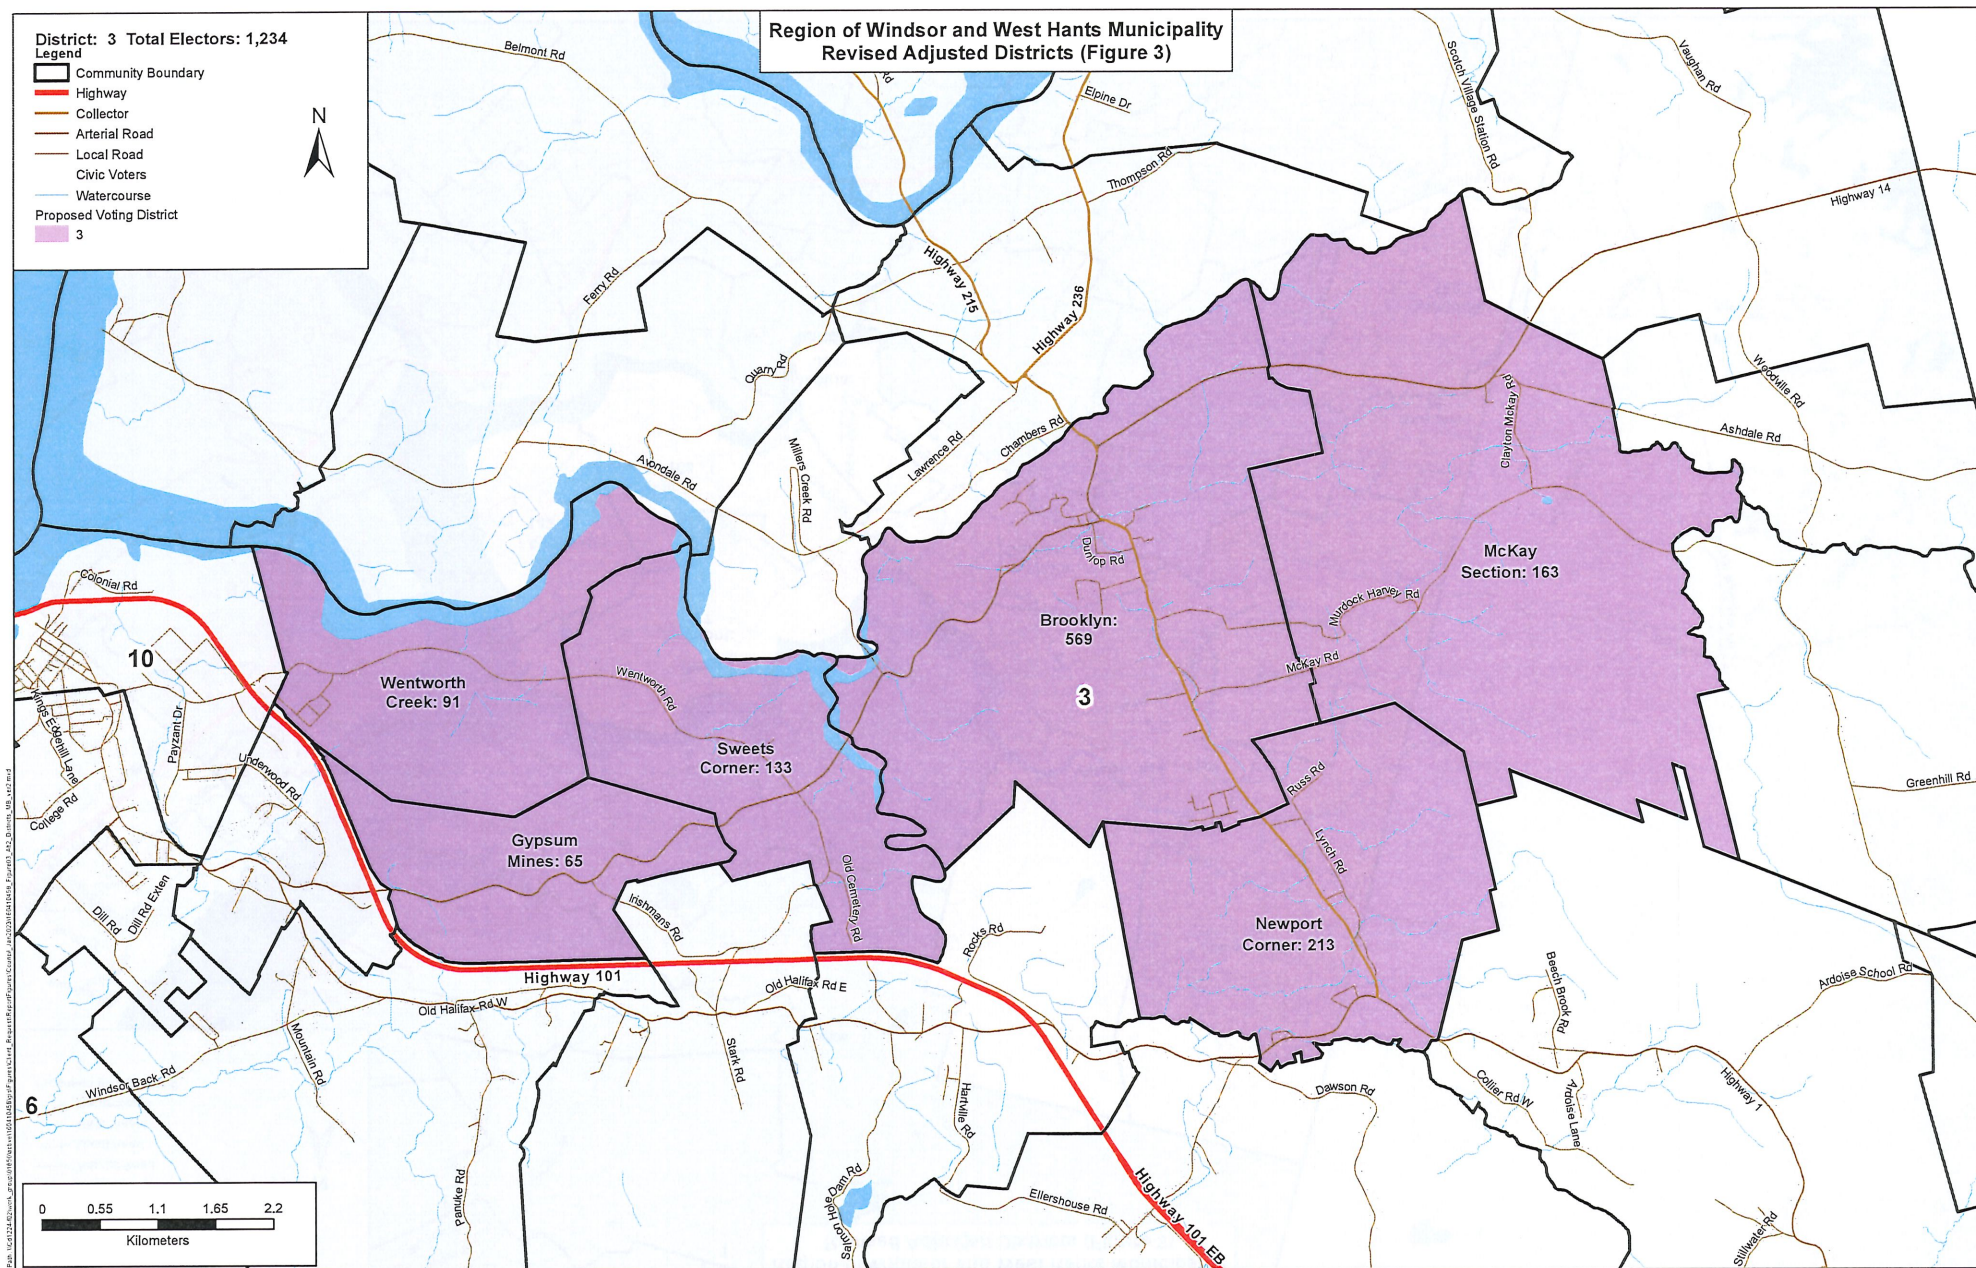 Region of Windsor and West Hants Municipality
Revised Adjusted Districts (Figure 3)
District: 3 Total Electors: 1,234
Legend
Community Boundary
Highway
Collector
Arterial Road
Local Road
Civic Voters
Watercourse
Proposed Voting District
3
N
Belmont Rd
Rd
Elpine Dr
Thompson Rd
Scotch Village Station Rd
Vaughan Rd
Highway 14
Ferry Rd
Highway 215
Highway 236
Quarry Rd
Woodville Rd
Clayton Mckay Rd
Ashdale Rd
Avondale Rd
Millers Creek Rd
Lawrence Rd
Chambers Rd
Dunlop Rd
McKay
Section: 163
Murdock Harvey Rd
Colonial Rd
Brooklyn:
569
10
McKay Rd
Wentworth
Creek: 91
Wentworth Rd
3
Kings Edgehill Lane
Payzant Dr
Underwood Rd
Sweets
Corner: 133
College Rd
Russ Rd
Greenhill Rd
Gypsum
Mines: 65
Lynch Rd
Old Cemetery Rd
Dill Rd
Dill Rd Exten
Irishmans Rd
Rocks Rd
Newport
Corner: 213
Highway 101
Beech Brook Rd
Ardoise School Rd
Old Halifax Rd W
Old Halifax Rd E
Mountain Rd
Stark Rd
Windsor Back Rd
6
Hartville Rd
Dawson Rd
Collier Rd W
Ardoise Lane
Highway 1
Panuke Rd
Salmon Hole Dam Rd
Ellershouse Rd
Highway 101 EB
Stillwater Rd
0 0.55 1.1 1.65 2.2
Kilometers